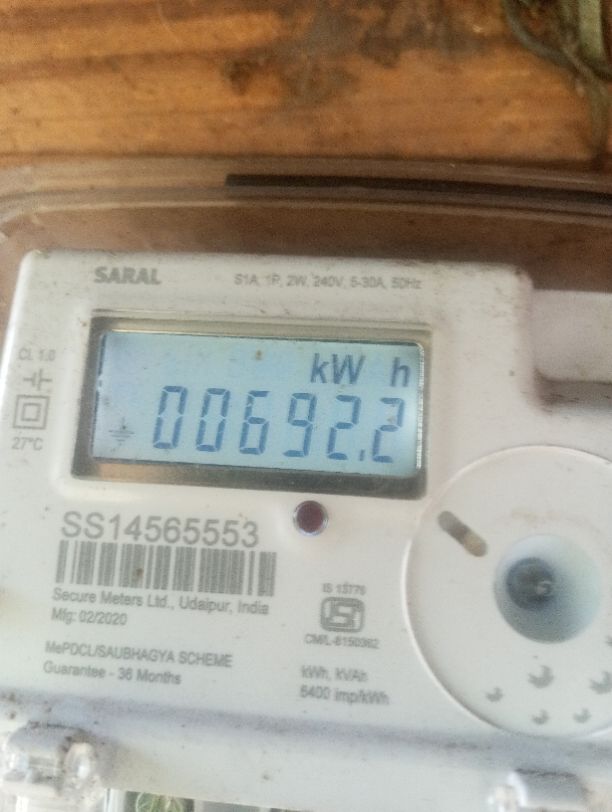 SARAL
S1A, 1P, 2W, 240V, 5-30A, 50Hz
CL 1.0
27°C
kW h
00692.2
SS14565553
Secure Meters Ltd., Udaipur, India
Mfg: 02/2020
MePDCL/SAUBHAGYA SCHEME
Guarantee - 36 Months
IS 13779
CM/L-8150362
kWh, kVAh
6400 imp/kWh